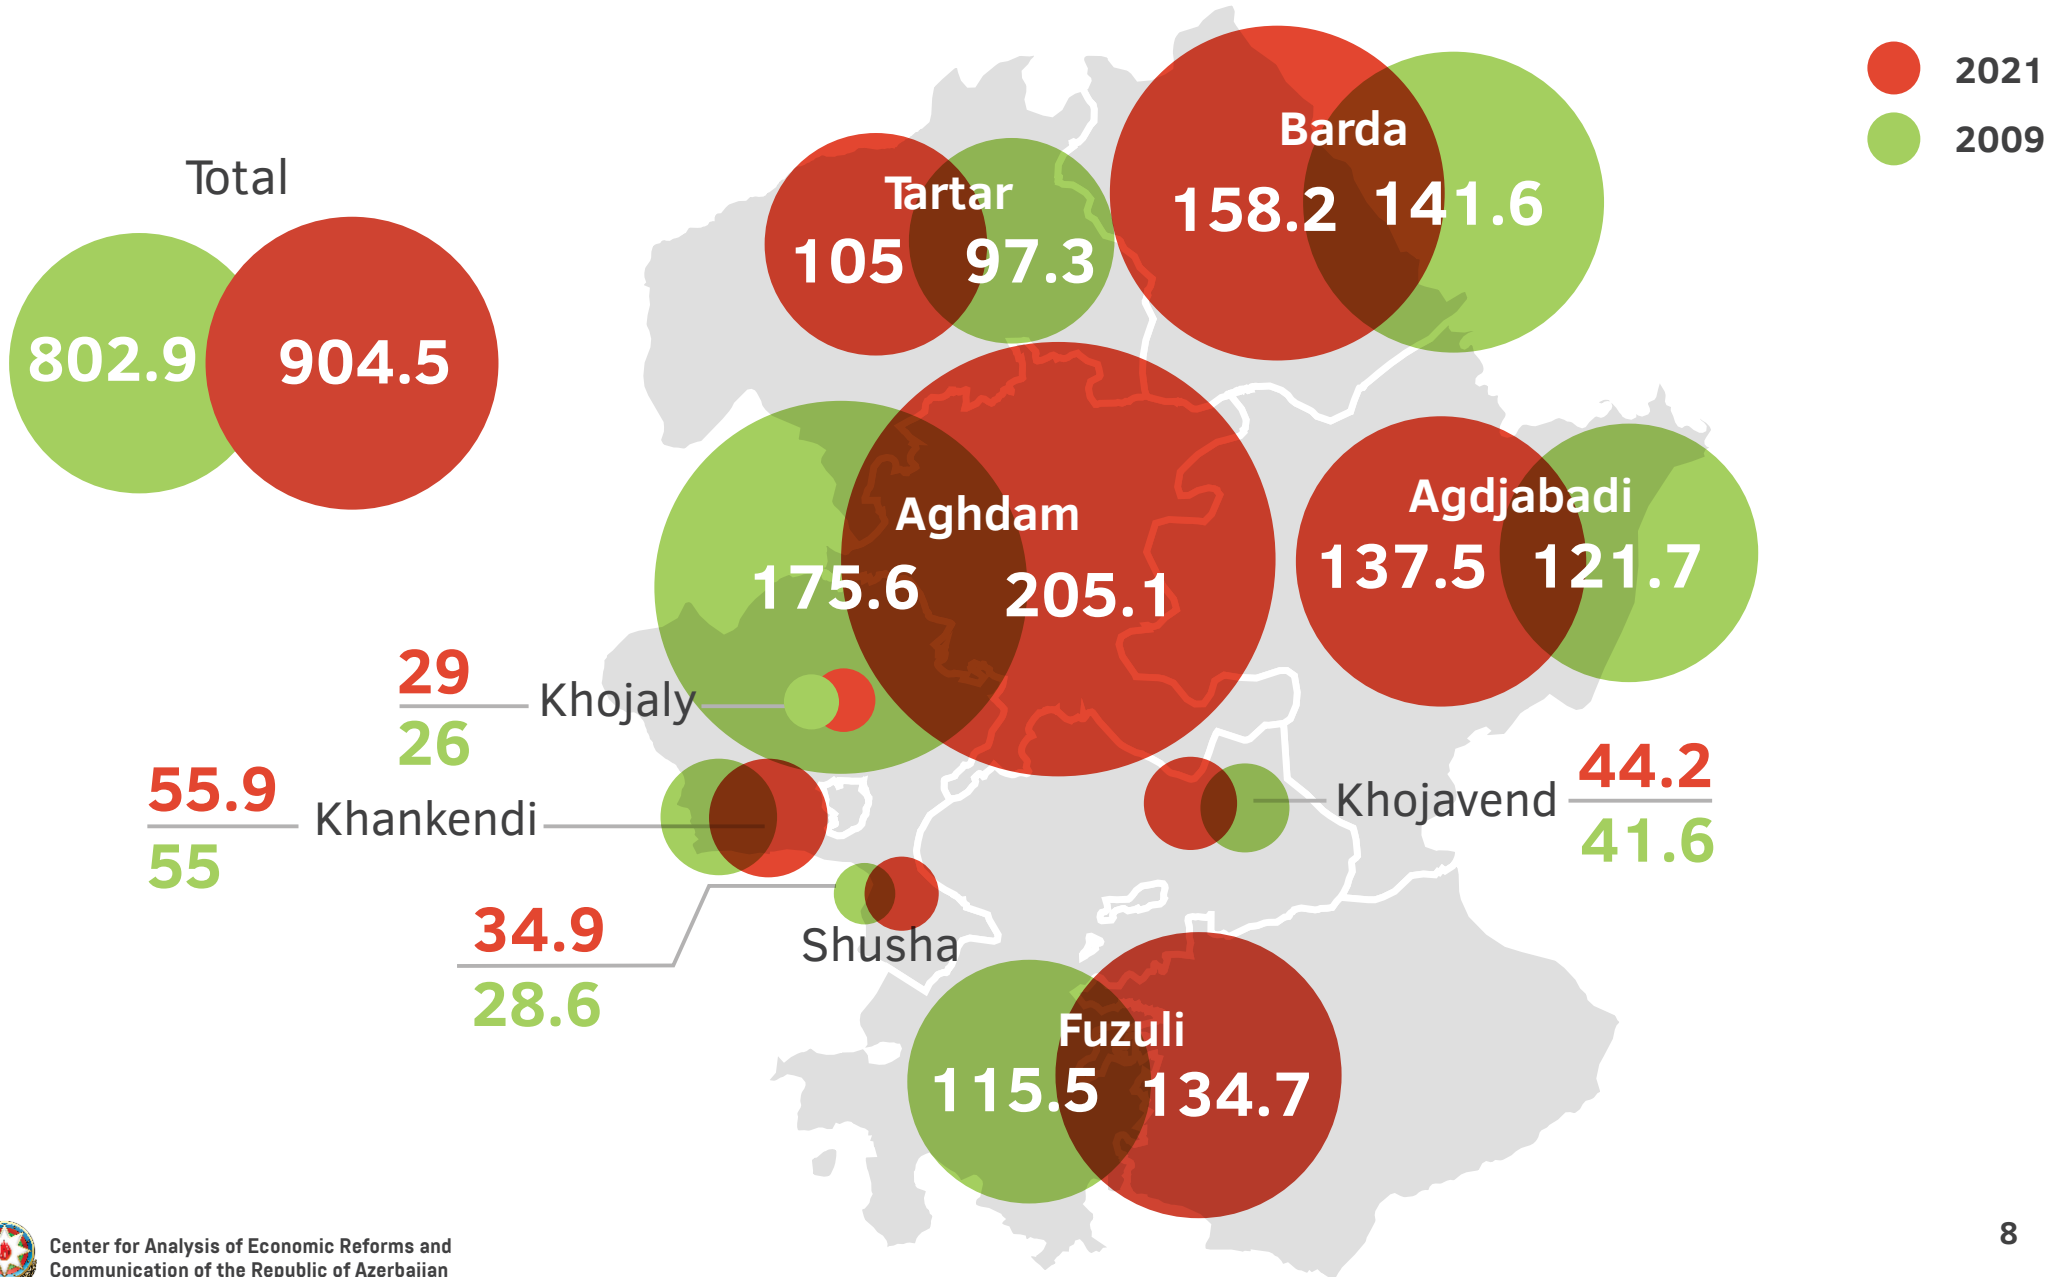 2021
2009
Total
802.9
904.5
Tartar
105
97.3
Barda
158.2
141.6
Aghdam
175.6
205.1
Agdjabadi
137.5
121.7
29
Khojaly
26
55.9
Khankendi
55
34.9
28.6
Shusha
Khojavend
44.2
41.6
Fuzuli
115.5
134.7
Center for Analysis of Economic Reforms and
Communication of the Republic of Azerbaijan
8